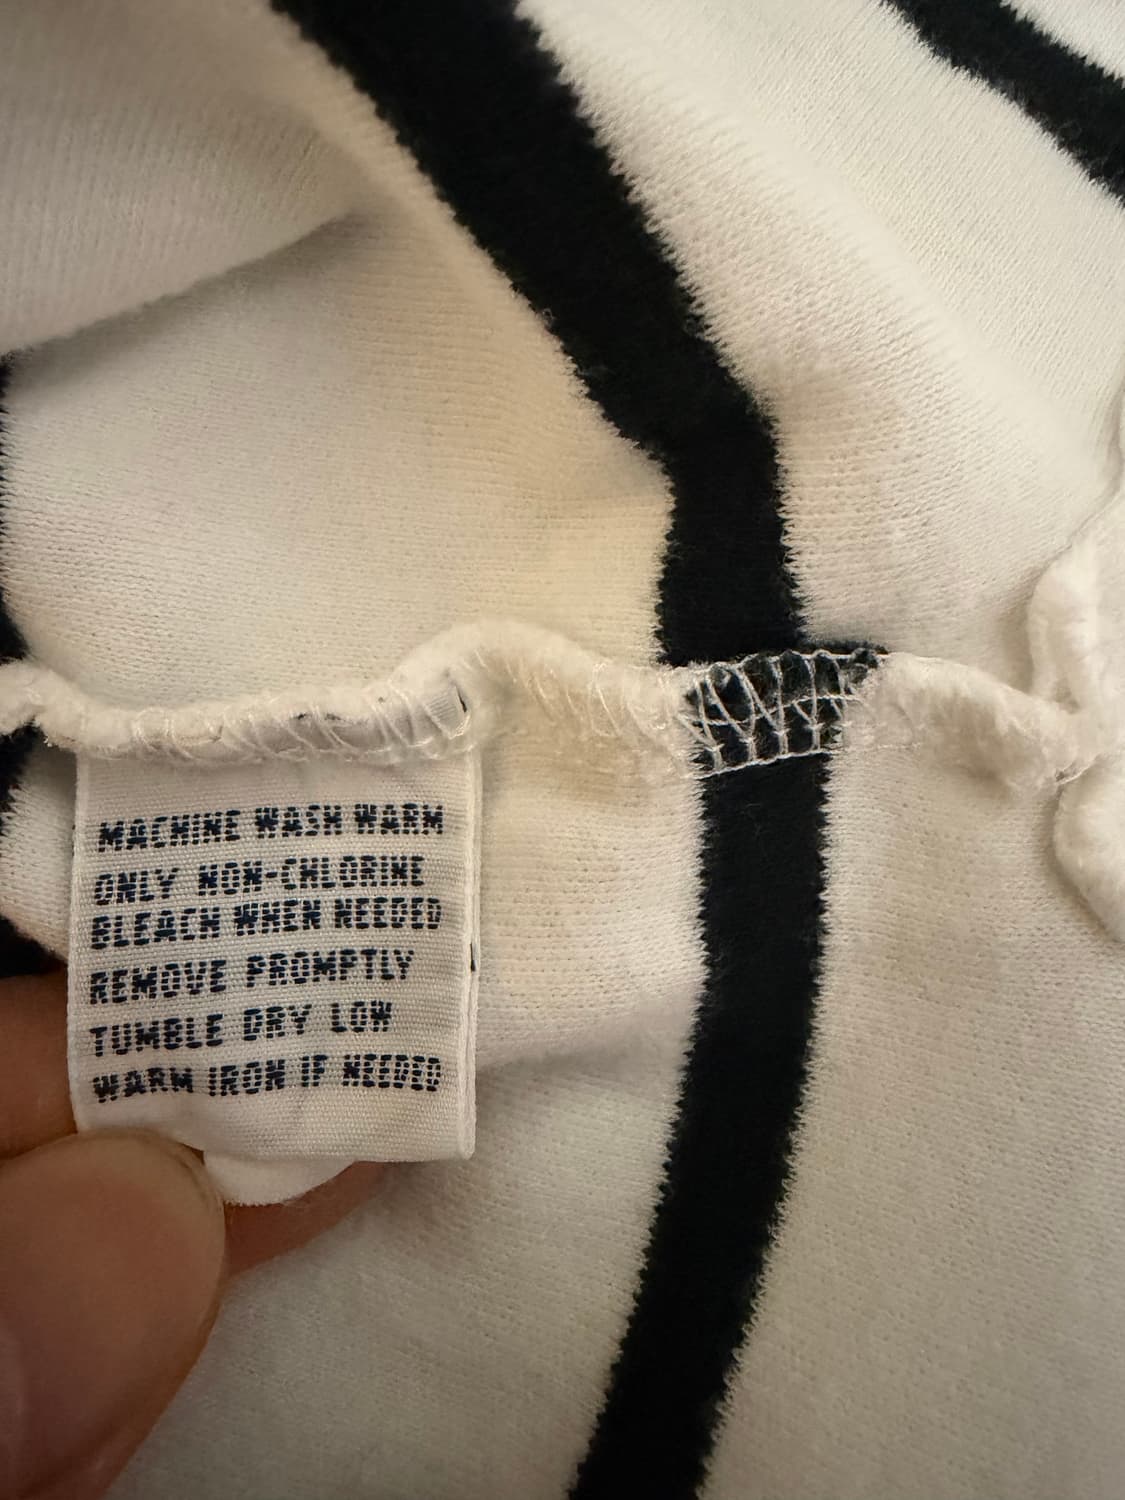 MACHINE WASH WARM
ONLY NON-CHLORINE
BLEACH WHEN NEEDED
REMOVE PROMPTLY
TUMBLE DRY LOW
WARM IRON IF NEEDED